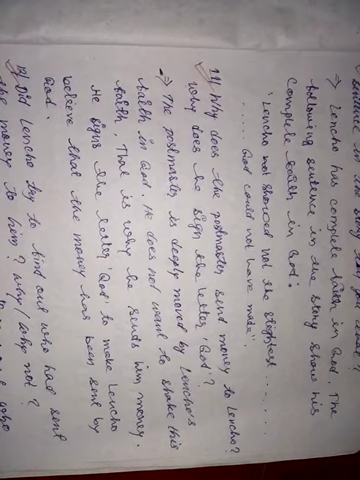 → Lencho has complete faith in God. The
following sentence in the story show his
complete faith in God :
'Lencho not showed not the slightest .......
..... God could not have made".
11) Why does the postmaster send money to Lencho?
Why does he sign the letter 'God'?
→ The postmaster is deeply moved by Lencho's
faith in God. He does not want to shake this
faith. That is why he sends him money.
He signs the letter 'God' to make Lencho
believe that the money has been sent by
God.
12) Did Lencho try to find out who had sent
the money to him? Why / Who not?